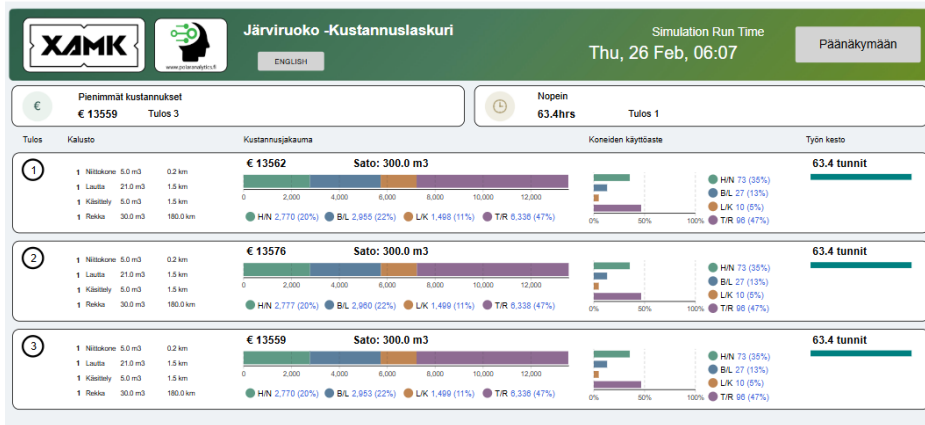 XAMK
www.polaranalytics.fi
Järviruoko -Kustannuslaskuri
ENGLISH
Simulation Run Time
Thu, 26 Feb, 06:07
Päänäkymään
€
Pienimmät kustannukset
€ 13559 Tulos 3
Nopein
63.4hrs Tulos 1
Tulos Kalusto Kustannusjakauma Koneiden käyttöaste Työn kesto
1
1 Niittokone 5.0 m3 0.2 km
1 Lautta 21.0 m3 1.5 km
1 Käsittely 5.0 m3 1.5 km
1 Rekka 30.0 m3 180.0 km
€ 13562 Sato: 300.0 m3
0 2,000 4,000 6,000 8,000 10,000 12,000
H/N 2,770 (20%) B/L 2,955 (22%) L/K 1,498 (11%) T/R 6,336 (47%)
0% 50% 100%
H/N 73 (35%)
B/L 27 (13%)
L/K 10 (5%)
T/R 96 (47%)
63.4 tunnit
2
1 Niittokone 5.0 m3 0.2 km
1 Lautta 21.0 m3 1.5 km
1 Käsittely 5.0 m3 1.5 km
1 Rekka 30.0 m3 180.0 km
€ 13576 Sato: 300.0 m3
0 2,000 4,000 6,000 8,000 10,000 12,000
H/N 2,777 (20%) B/L 2,960 (22%) L/K 1,499 (11%) T/R 6,338 (47%)
0% 50% 100%
H/N 73 (35%)
B/L 27 (13%)
L/K 10 (5%)
T/R 96 (47%)
63.4 tunnit
3
1 Niittokone 5.0 m3 0.2 km
1 Lautta 21.0 m3 1.5 km
1 Käsittely 5.0 m3 1.5 km
1 Rekka 30.0 m3 180.0 km
€ 13559 Sato: 300.0 m3
0 2,000 4,000 6,000 8,000 10,000 12,000
H/N 2,770 (20%) B/L 2,953 (22%) L/K 1,499 (11%) T/R 6,336 (47%)
0% 50% 100%
H/N 73 (35%)
B/L 27 (13%)
L/K 10 (5%)
T/R 96 (47%)
63.4 tunnit